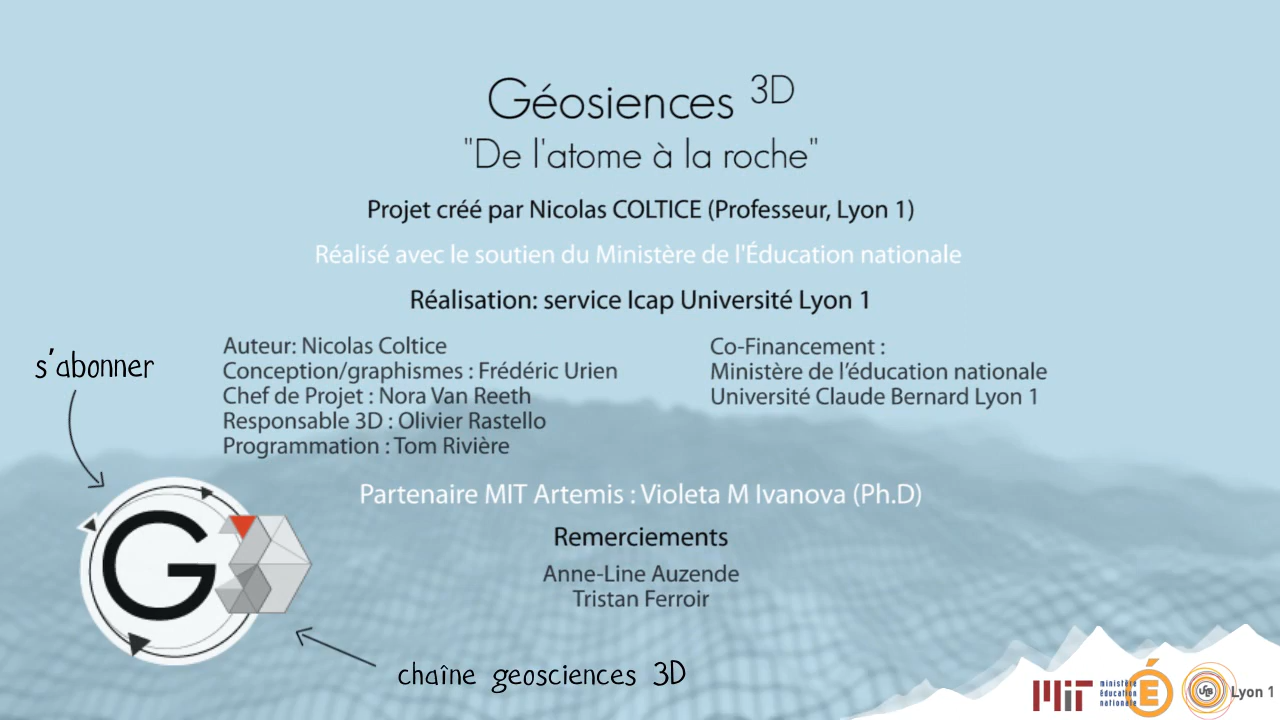 Géosiences 3D
"De l'atome à la roche"
Projet créé par Nicolas COLTICE (Professeur, Lyon 1)
Réalisé avec le soutien du Ministère de l'Éducation nationale
Réalisation: service Icap Université Lyon 1
s'abonner
Auteur: Nicolas Coltice
Conception/graphismes : Frédéric Urien
Chef de Projet : Nora Van Reeth
Responsable 3D : Olivier Rastello
Programmation : Tom Rivière
Co-Financement :
Ministère de l'éducation nationale
Université Claude Bernard Lyon 1
Partenaire MIT Artemis : Violeta M Ivanova (Ph.D)
Remerciements
Anne-Line Auzende
Tristan Ferroir
G
chaîne geosciences 3D
MIT
ministère
éducation
nationale
É
UCB
Lyon 1